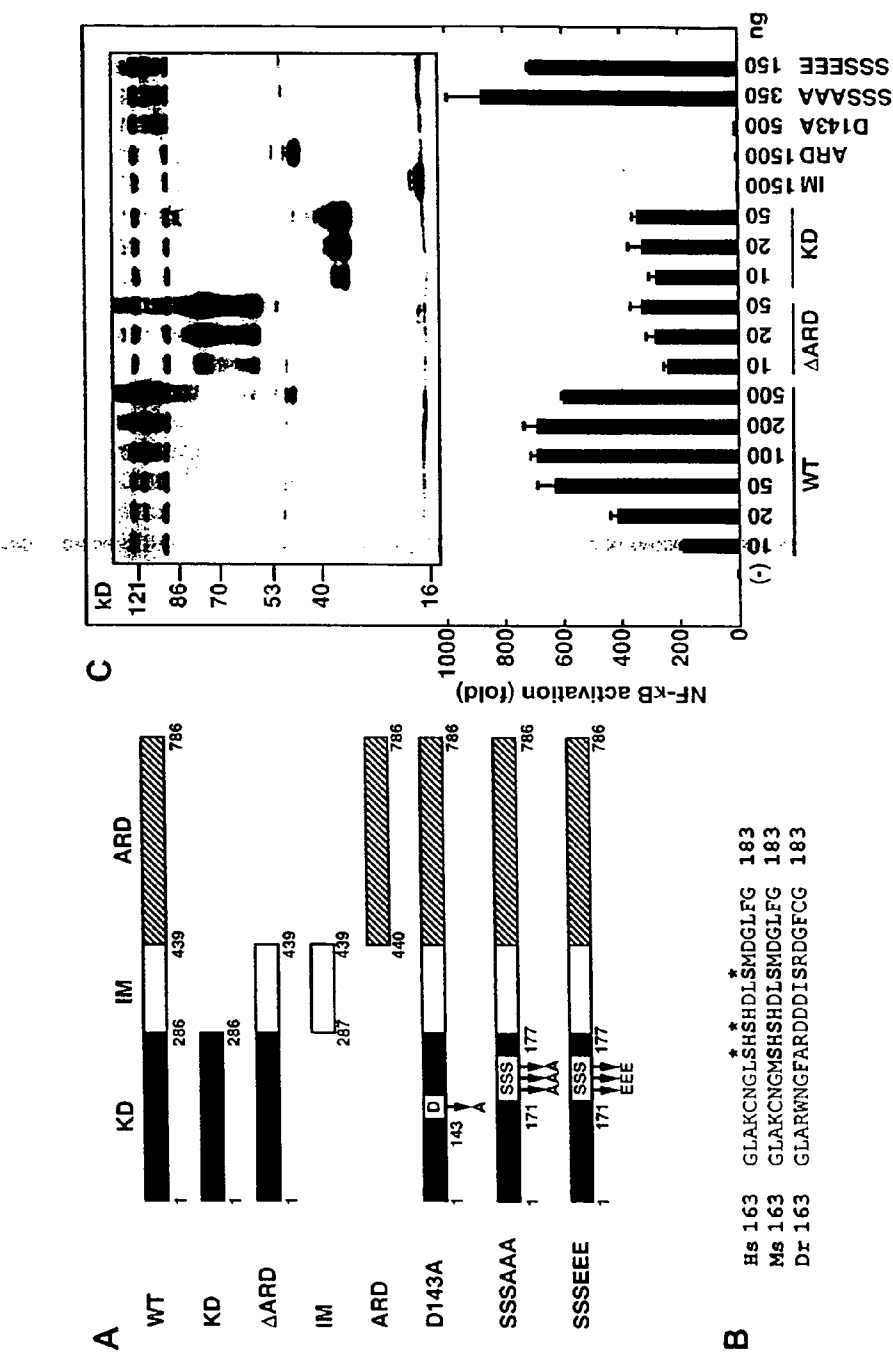 A
KD IM ARD
WT 1 286 439 786
KD 1 286
ΔARD 1 439
IM 287 439
ARD 440 786
D143A 1 D 143 A 786
SSSAAA 1 SSS 171 177 AAA 786
SSSEEE 1 SSS 171 177 EEE 786
B
* * *
Hs 163 GLAKCNGLSHSHDLSMDGLFG 183
Ms 163 GLAKCNGMSHSHDLSMDGLFG 183
Dr 163 GLARWNGFARDDDISRDGFCG 183
C
kD
121
86
70
53
40
16
NF-κB activation (fold)
1000
800
600
400
200
0
(-) 10 20 50 100 200 500 10 20 50 10 20 50 1500 1500 500 350 150 ng
WT ΔARD KD IM ARD D143A SSSAAA SSSEEE